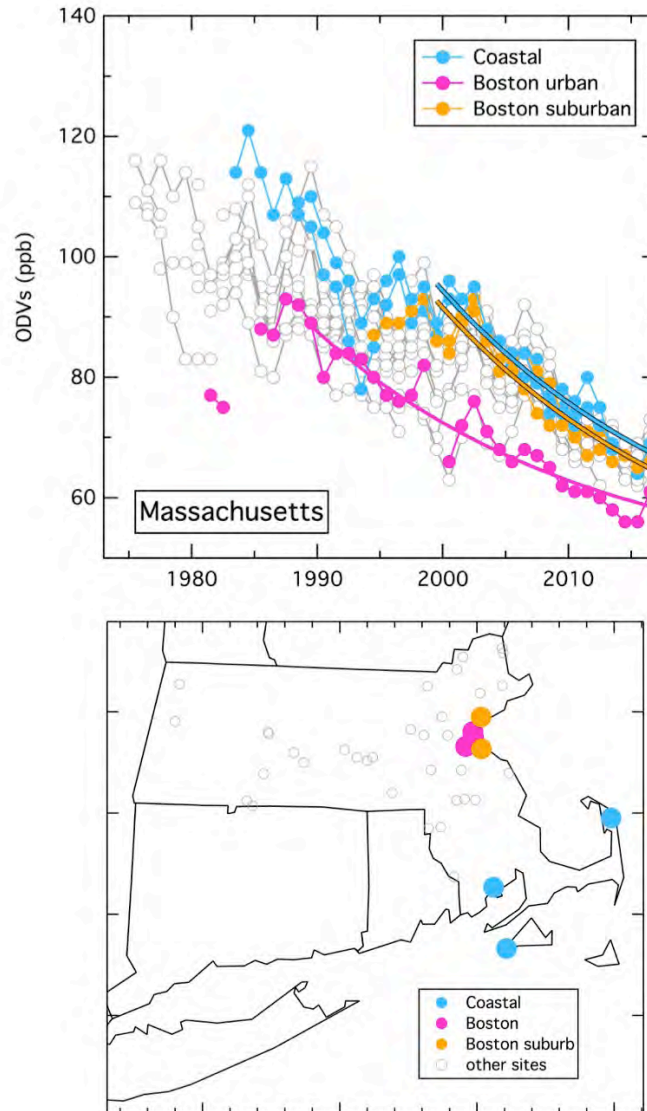 140
120
100
80
60
ODVs (ppb)
Coastal
Boston urban
Boston suburban
Massachusetts
1980
1990
2000
2010
Coastal
Boston
Boston suburb
other sites